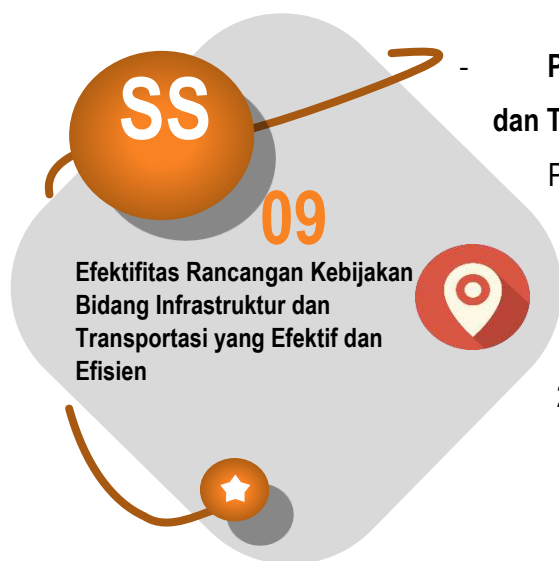 SS
-
P
dan T
09
Efektifitas Rancangan Kebijakan
Bidang Infrastruktur dan
Transportasi yang Efektif dan
Efisien